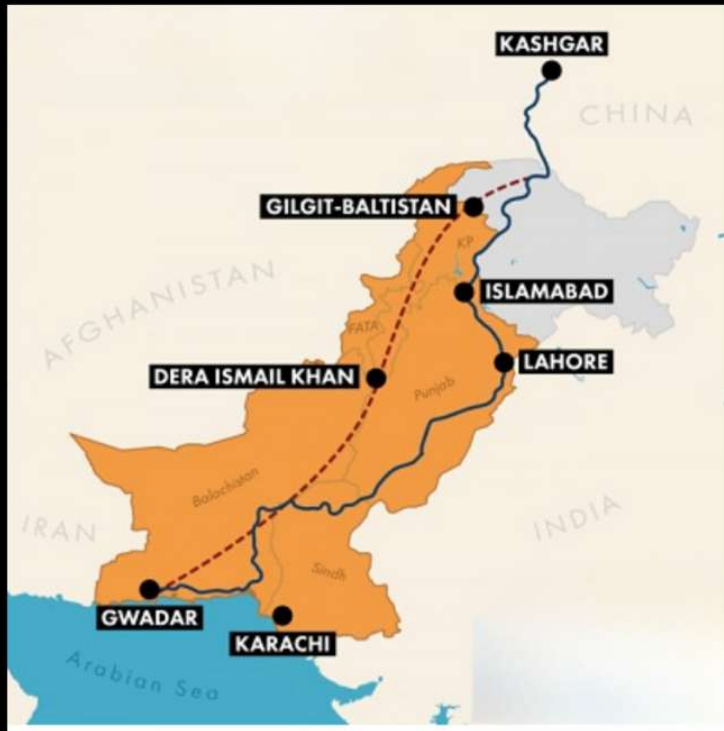 KASHGAR
CHINA
GILGIT-BALTISTAN
KP
ISLAMABAD
AFGHANISTAN
FATA
LAHORE
DERA ISMAIL KHAN
Punjab
Balochistan
IRAN
INDIA
Sindh
GWADAR
KARACHI
Arabian Sea